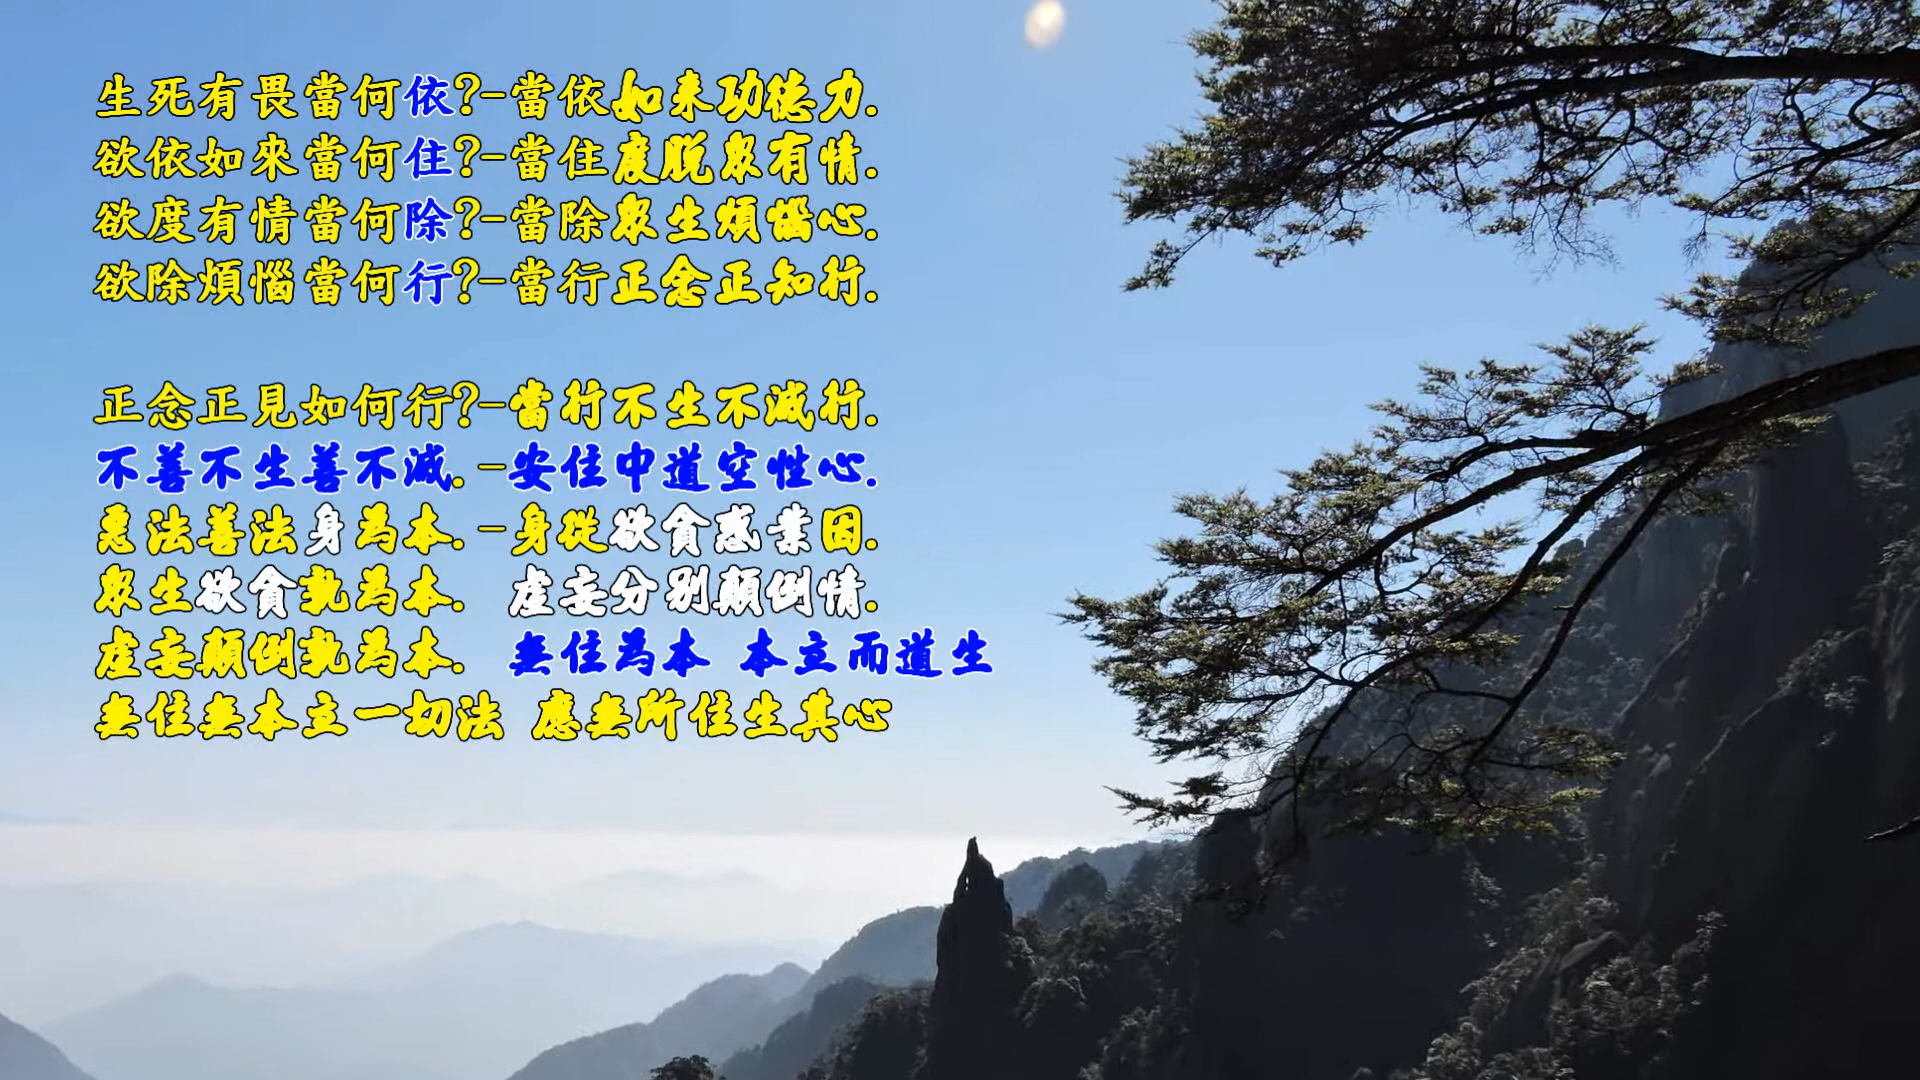 生死有畏當何依?-當依如来功德力.
欲依如來當何住?-當住度脫眾有情.
欲度有情當何除?-當除眾生煩惱心.
欲除煩惱當何行?-當行正念正知行.
正念正見如何行?-當行不生不滅行.
不善不生善不滅.-安住中道空性心.
惡法善法身為本.-身從欲貪惑業因.
眾生欲貪孰為本. 虛妄分別顛倒情.
虛妄顛倒孰為本. 無住為本 本立而道生
無住無本立一切法 應無所住生其心